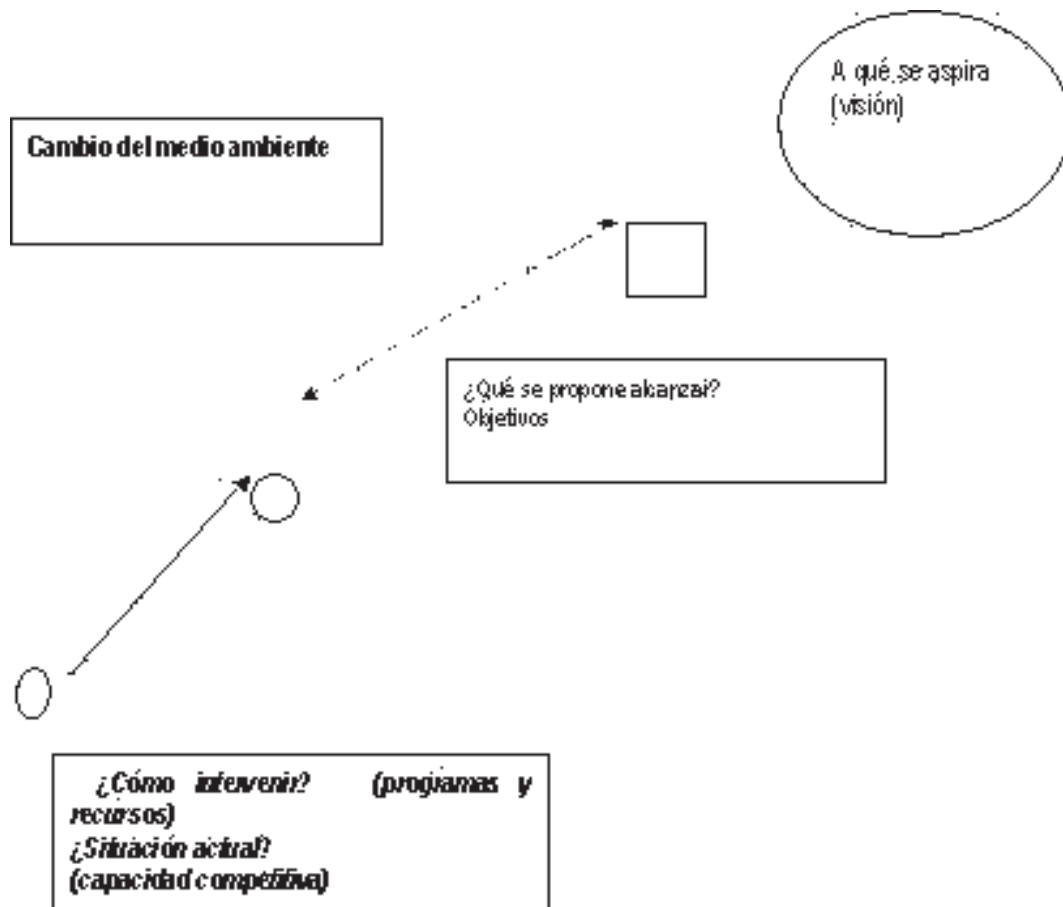 A qué se aspira
(visión)
Cambio del medio ambiente
¿Qué se propone alcanzar?
Objetivos
¿Cómo intervenir? (programas y
recursos)
¿Situación actual?
(capacidad competitiva)